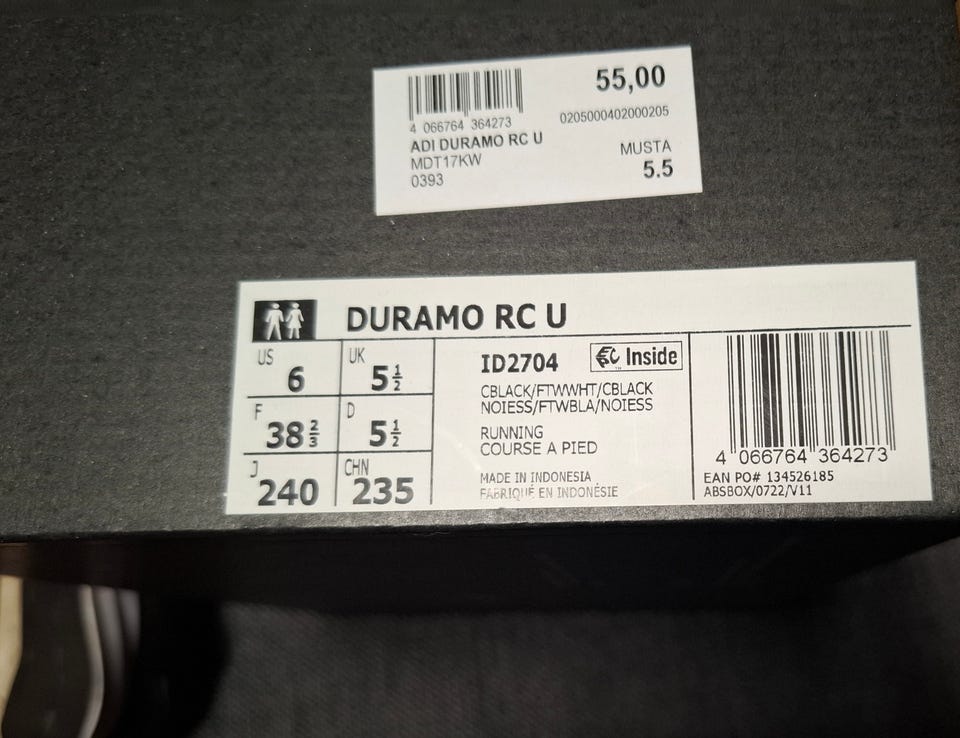 55,00
4 066764 364273
0205000402000205
ADI DURAMO RC U
MDT17KW
MUSTA
0393
5.5
DURAMO RC U
US 6
UK 5 1/2
F 38 2/3
D 5 1/2
J 240
CHN 235
ID2704
Inside
CBLACK/FTWWHT/CBLACK
NOIESS/FTWBLA/NOIESS
RUNNING
COURSE A PIED
MADE IN INDONESIA
FABRIQUÉ EN INDONÉSIE
4 066764 364273
EAN PO# 134526185
ABSBOX/0722/V11